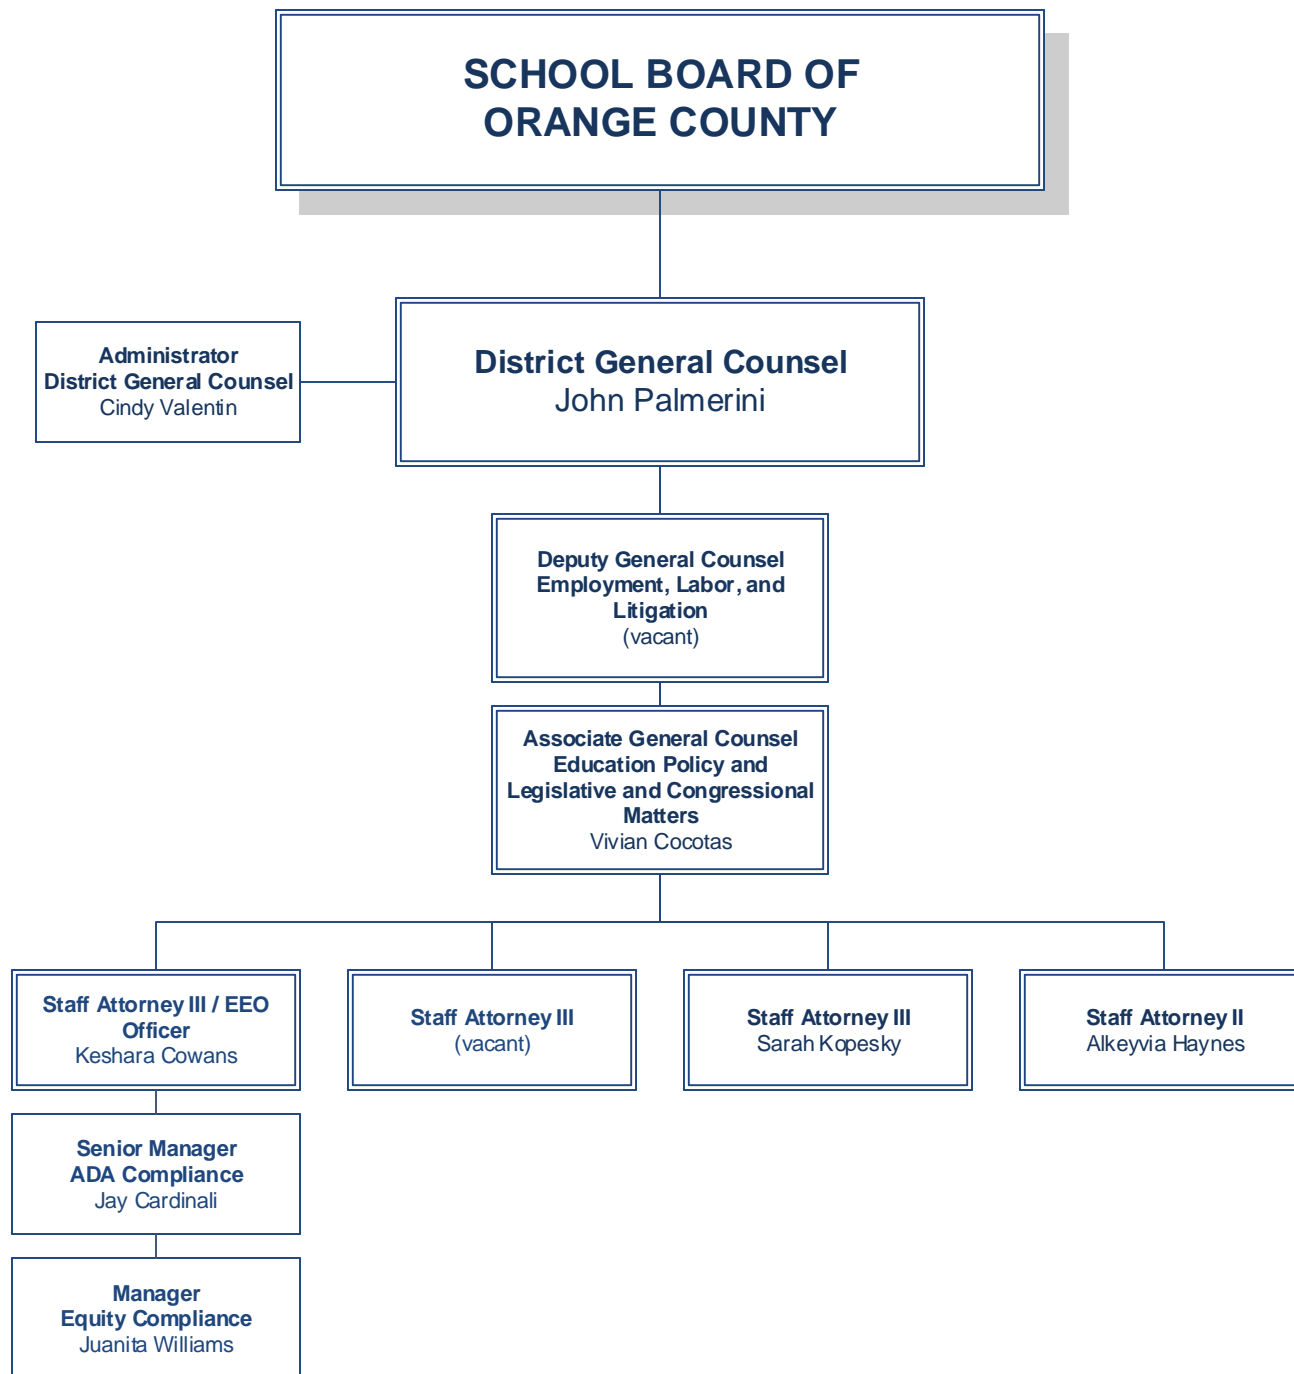 SCHOOL BOARD OF
ORANGE COUNTY
Administrator
District General Counsel
Cindy Valentin
District General Counsel
John Palmerini
Deputy General Counsel
Employment, Labor, and
Litigation
(vacant)
Associate General Counsel
Education Policy and
Legislative and Congressional
Matters
Vivian Cocotas
Staff Attorney III / EEO
Officer
Keshara Cowans
Staff Attorney III
(vacant)
Staff Attorney III
Sarah Kopesky
Staff Attorney II
Alkeyvia Haynes
Senior Manager
ADA Compliance
Jay Cardinali
Manager
Equity Compliance
Juanita Williams